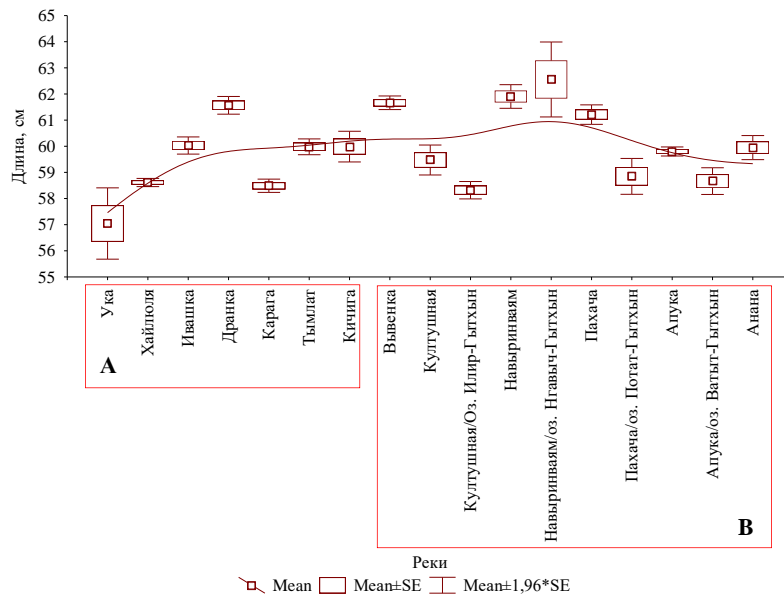 Длина, см
65
64
63
62
61
60
59
58
57
56
55
Ука
Хайлюля
Ивашка
Дранка
Карага
Тымлат
Кичига
Вывенка
Култушная
Култушная/Оз. Илир-Гытхын
Навыринваям
Навыринваям/оз. Нгавыч-Гытхын
Пахача
Пахача/оз. Потат-Гытхын
Апука
Апука/оз. Ватыт-Гытхын
Анана
А
В
Реки
Mean Mean±SE Mean±1,96*SE